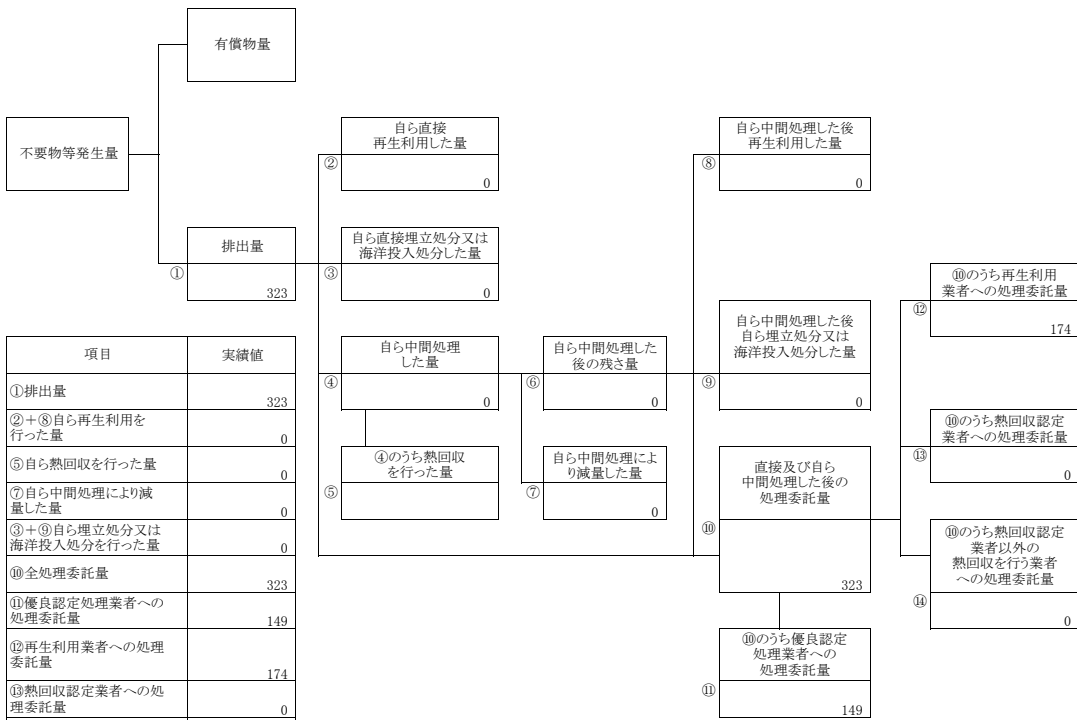 有償物量
不要物等発生量
自ら直接
再生利用した量
②
0
自ら中間処理した後
再生利用した量
⑧
0
排出量
①
323
自ら直接埋立処分又は
海洋投入処分した量
③
0
⑩のうち再生利用
業者への処理委託量
⑫
174
自ら中間処理
した量
④
0
自ら中間処理した
後の残さ量
⑥
0
自ら中間処理した後
自ら埋立処分又は
海洋投入処分した量
⑨
0
④のうち熱回収
を行った量
⑤
自ら中間処理によ
り減量した量
⑦
0
直接及び自ら
中間処理した後の
処理委託量
⑩
323
⑩のうち熱回収認定
業者への処理委託量
⑬
0
⑩のうち熱回収認定
業者以外の
熱回収を行う業者
への処理委託量
⑭
0
⑩のうち優良認定
処理業者への
処理委託量
⑪
149
項目 実績値
①排出量 323
②+⑧自ら再生利用を
行った量 0
⑤自ら熱回収を行った量 0
⑦自ら中間処理により減
量した量 0
③+⑨自ら埋立処分又は
海洋投入処分を行った量 0
⑩全処理委託量 323
⑪優良認定処理業者への
処理委託量 149
⑫再生利用業者への処理
委託量 174
⑬熱回収認定業者への処
理委託量 0